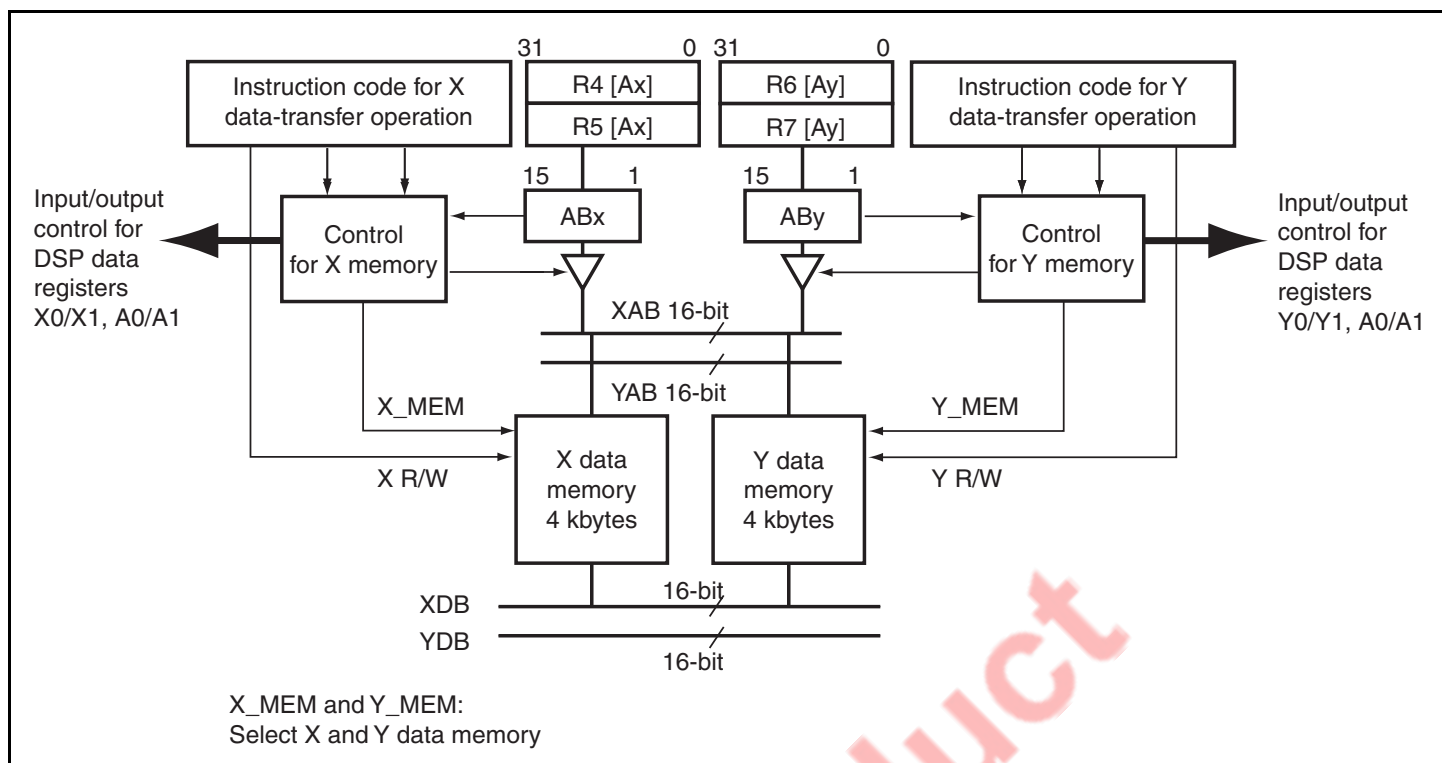 31 0 31 0
Instruction code for X
data-transfer operation
R4 [Ax]
R5 [Ax]
R6 [Ay]
R7 [Ay]
Instruction code for Y
data-transfer operation
15 1 15 1
Input/output
control for
DSP data
registers
X0/X1, A0/A1
Control
for X memory
ABx
ABy
Control
for Y memory
Input/output
control for
DSP data
registers
Y0/Y1, A0/A1
XAB 16-bit
YAB 16-bit
X_MEM
Y_MEM
X R/W
X data
memory
4 kbytes
Y data
memory
4 kbytes
Y R/W
XDB
16-bit
YDB
16-bit
X_MEM and Y_MEM:
Select X and Y data memory
duct